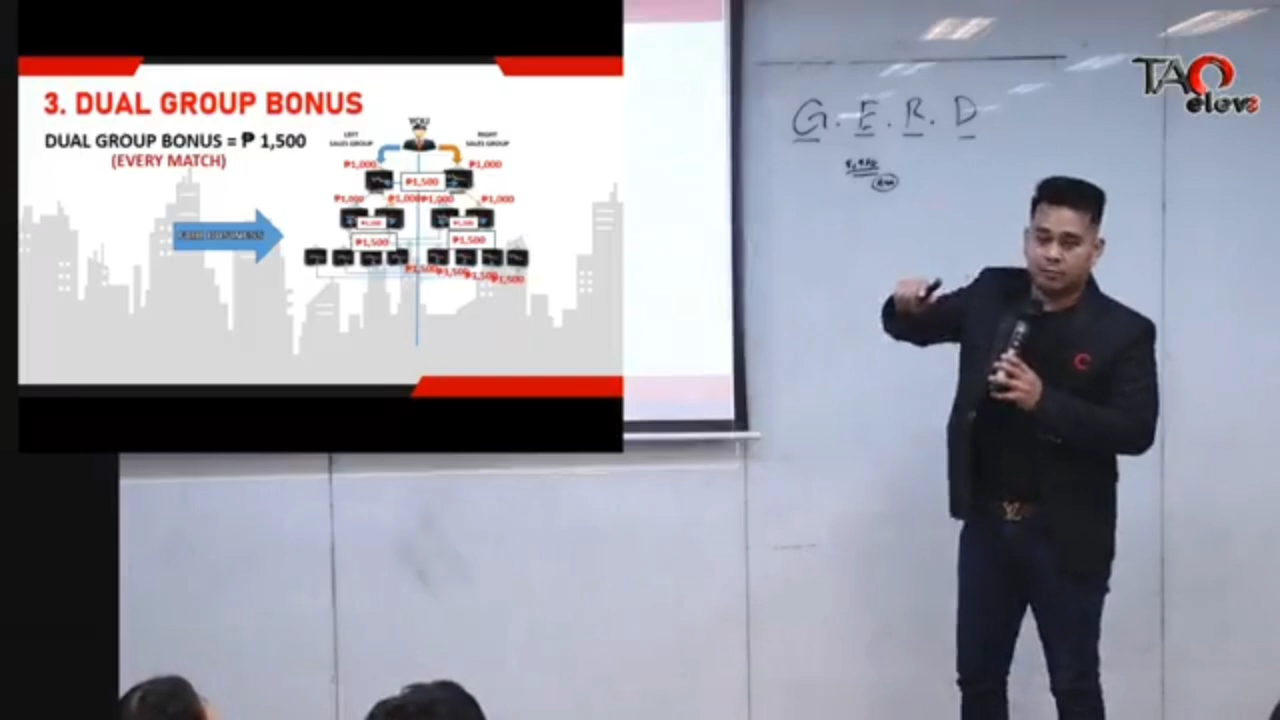 3. DUAL GROUP BONUS
DUAL GROUP BONUS = ₱ 1,500
(EVERY MATCH)
YOU
LEFT
SALES GROUP
RIGHT
SALES GROUP
₱1,000
₱1,000
₱1,500
₱1,000
₱1,000
₱1,000
₱1,000
₱1,500
₱1,500
₱1,500
₱1,500
₱1,500
₱1,500
G. E. R. D
TAO
eleve